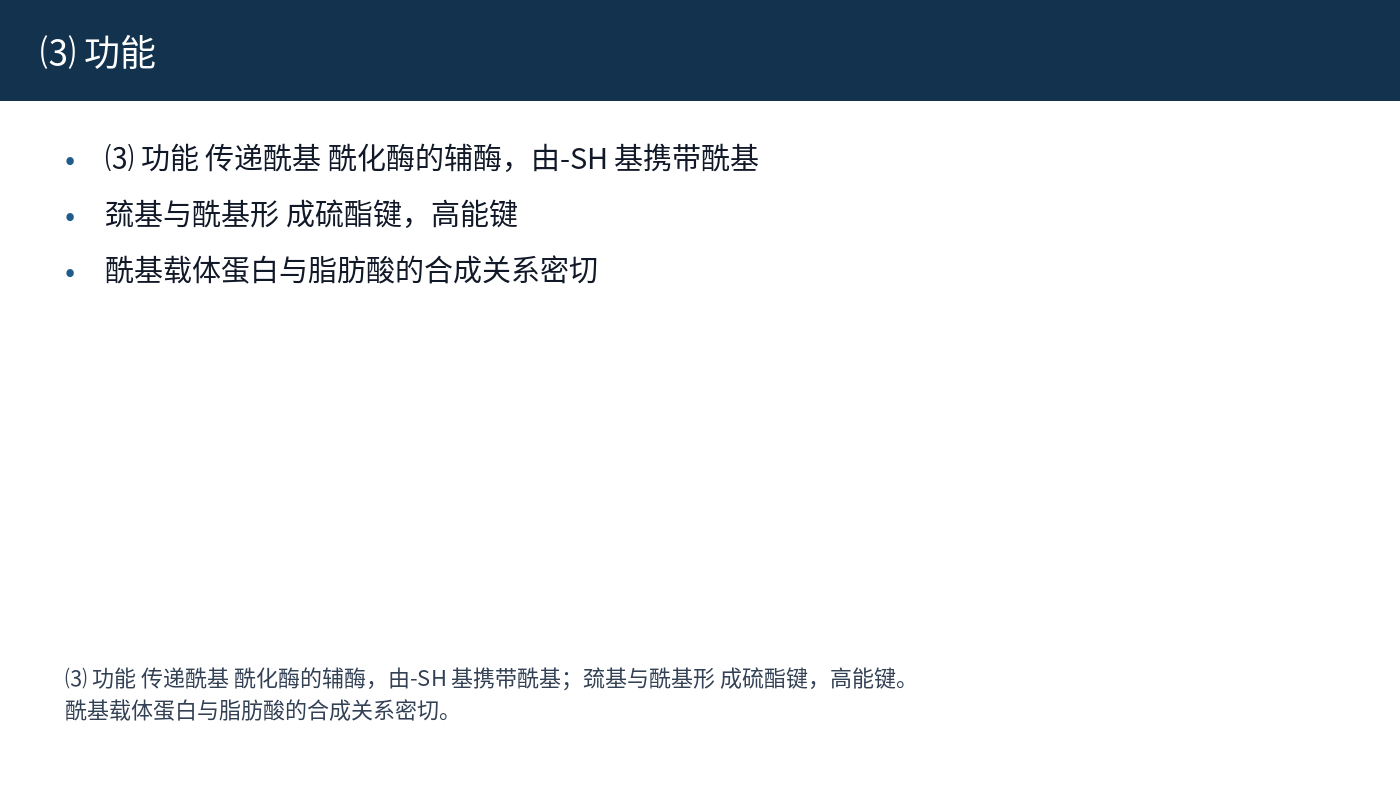 ⑶ 功能
• ⑶ 功能 传递酰基 酰化酶的辅酶，由-SH 基携带酰基
• 巯基与酰基形 成硫酯键，高能键
• 酰基载体蛋白与脂肪酸的合成关系密切
⑶ 功能 传递酰基 酰化酶的辅酶，由-SH 基携带酰基；巯基与酰基形 成硫酯键，高能键。
酰基载体蛋白与脂肪酸的合成关系密切。